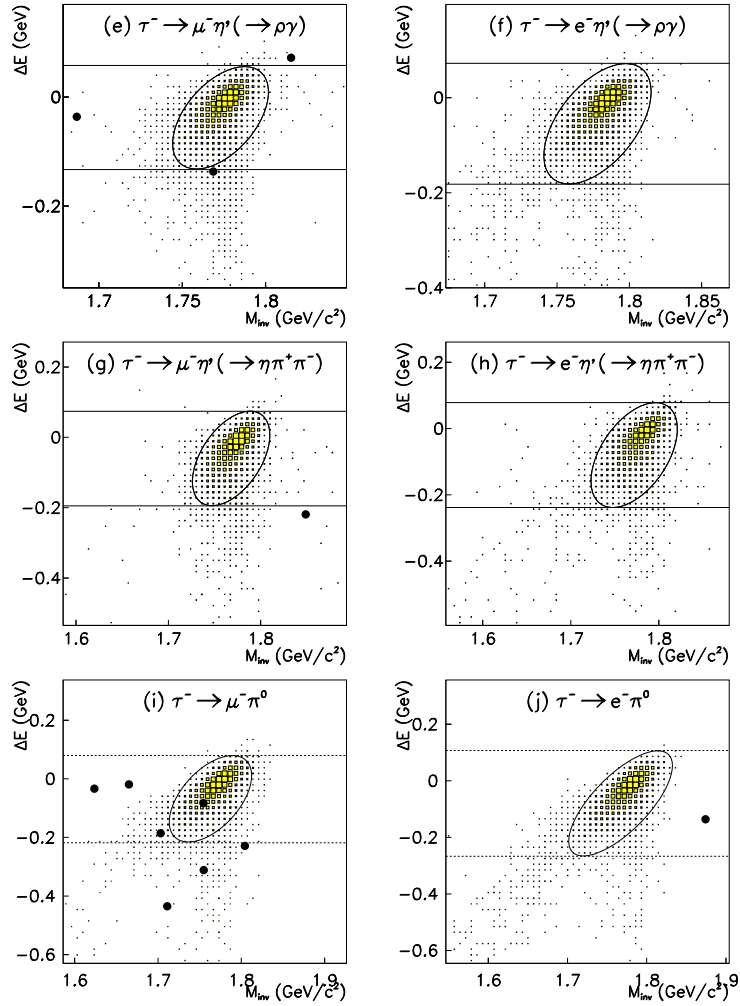 (e) τ⁻ → μ⁻η′(→ργ)
ΔE (GeV)
0
−0.2
1.7 1.75 1.8
M_inv (GeV/c²)
(f) τ⁻ → e⁻η′(→ργ)
ΔE (GeV)
0
−0.2
−0.4
1.7 1.75 1.8 1.85
M_inv (GeV/c²)
(g) τ⁻ → μ⁻η′(→ηπ⁺π⁻)
ΔE (GeV)
0.2
0
−0.2
−0.4
1.6 1.7 1.8
M_inv (GeV/c²)
(h) τ⁻ → e⁻η′(→ηπ⁺π⁻)
ΔE (GeV)
0.2
0
−0.2
−0.4
1.6 1.7 1.8
M_inv (GeV/c²)
(i) τ⁻ → μ⁻π⁰
ΔE (GeV)
0.2
0
−0.2
−0.4
−0.6
1.6 1.7 1.8 1.9
M_inv (GeV/c²)
(j) τ⁻ → e⁻π⁰
ΔE (GeV)
0.2
0
−0.2
−0.4
−0.6
1.6 1.7 1.8 1.9
M_inv (GeV/c²)